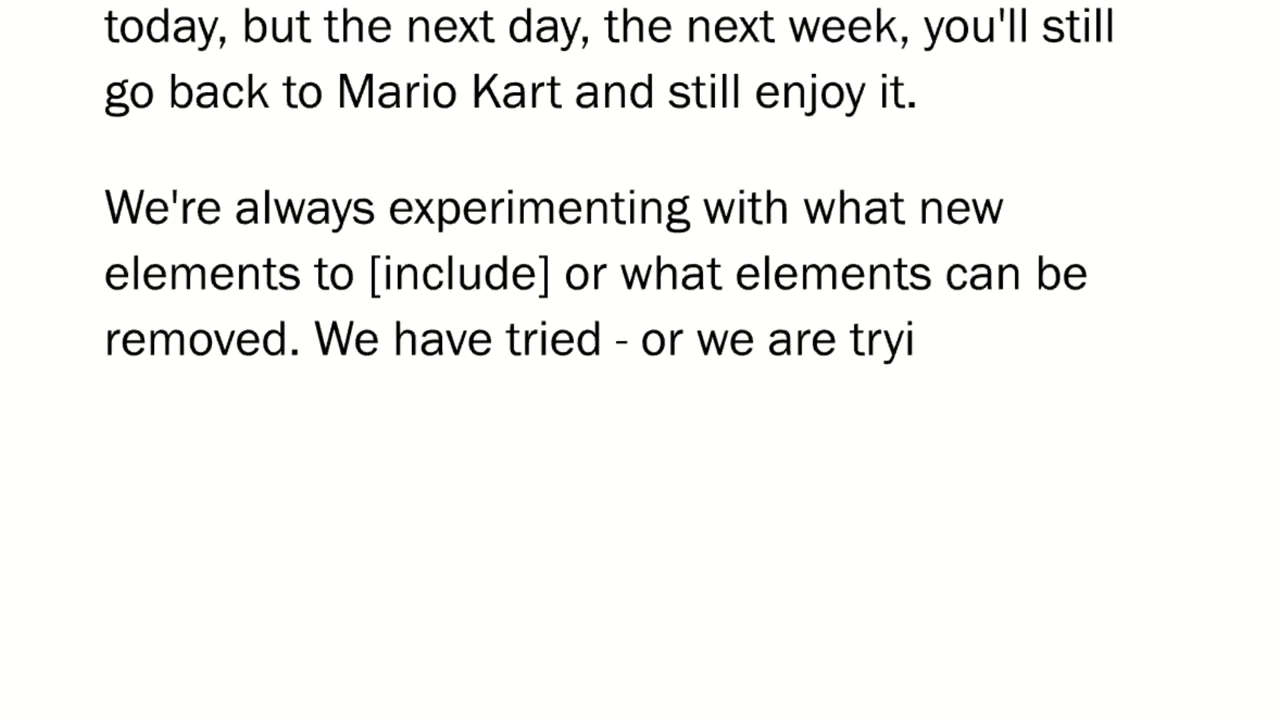 today, but the next day, the next week, you'll still
go back to Mario Kart and still enjoy it.
We're always experimenting with what new
elements to [include] or what elements can be
removed. We have tried - or we are tryi